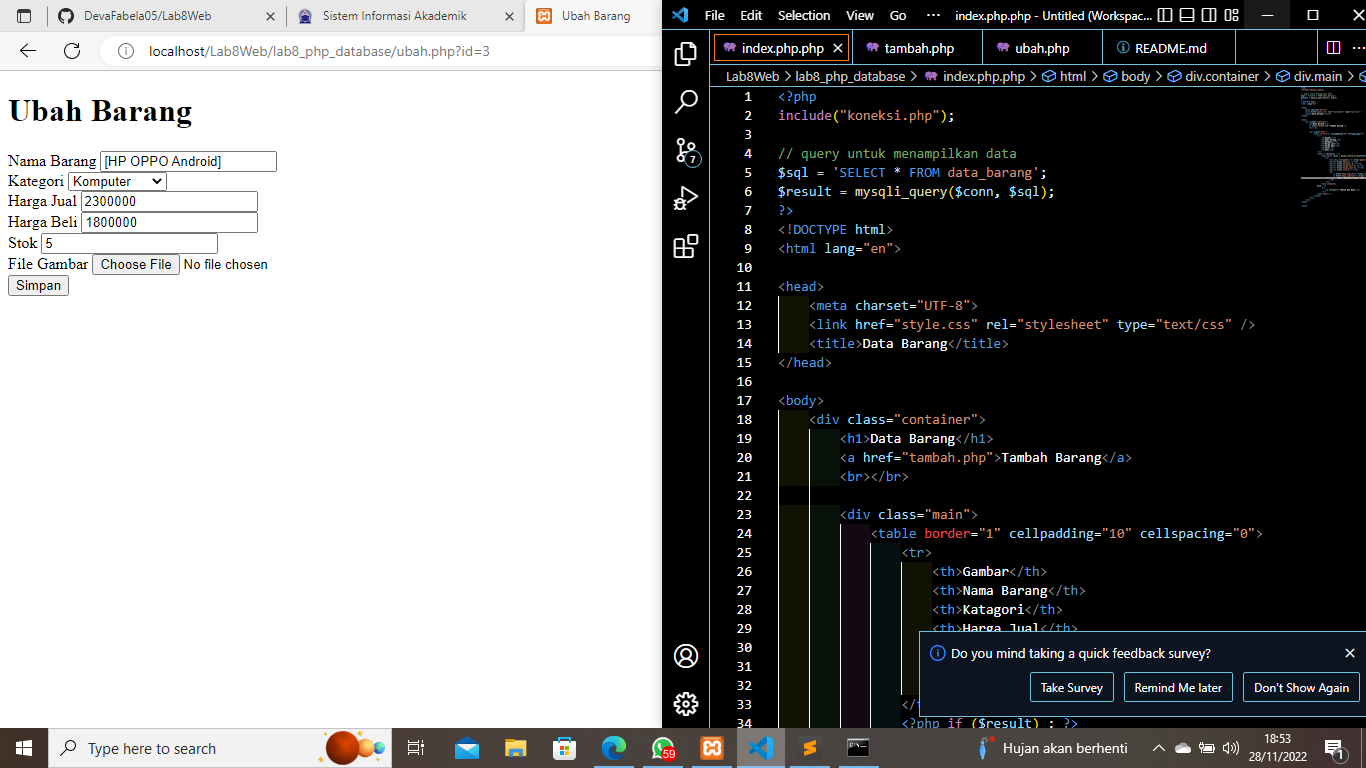 DevaFabela05/Lab8Web
Sistem Informasi Akademik
Ubah Barang
localhost/Lab8Web/lab8_php_database/ubah.php?id=3
Ubah Barang
Nama Barang [HP OPPO Android]
Kategori Komputer
Harga Jual 2300000
Harga Beli 1800000
Stok 5
File Gambar Choose File No file chosen
Simpan
File Edit Selection View Go ··· index.php.php - Untitled (Workspac...
index.php.php tambah.php ubah.php README.md
Lab8Web > lab8_php_database > index.php.php > html > body > div.container > div.main >
7
1 <?php
2 include("koneksi.php");
3
4 // query untuk menampilkan data
5 $sql = 'SELECT * FROM data_barang';
6 $result = mysqli_query($conn, $sql);
7 ?>
8 <!DOCTYPE html>
9 <html lang="en">
10
11 <head>
12 <meta charset="UTF-8">
13 <link href="style.css" rel="stylesheet" type="text/css" />
14 <title>Data Barang</title>
15 </head>
16
17 <body>
18 <div class="container">
19 <h1>Data Barang</h1>
20 <a href="tambah.php">Tambah Barang</a>
21 <br></br>
22
23 <div class="main">
24 <table border="1" cellpadding="10" cellspacing="0">
25 <tr>
26 <th>Gambar</th>
27 <th>Nama Barang</th>
28 <th>Katagori</th>
29 <th>Harga Jual</th>
30
31
32
33 </
34 <?php if ($result) : ?>
Do you mind taking a quick feedback survey?
Take Survey Remind Me later Don't Show Again
Type here to search
59
Hujan akan berhenti
18:53
28/11/2022
1